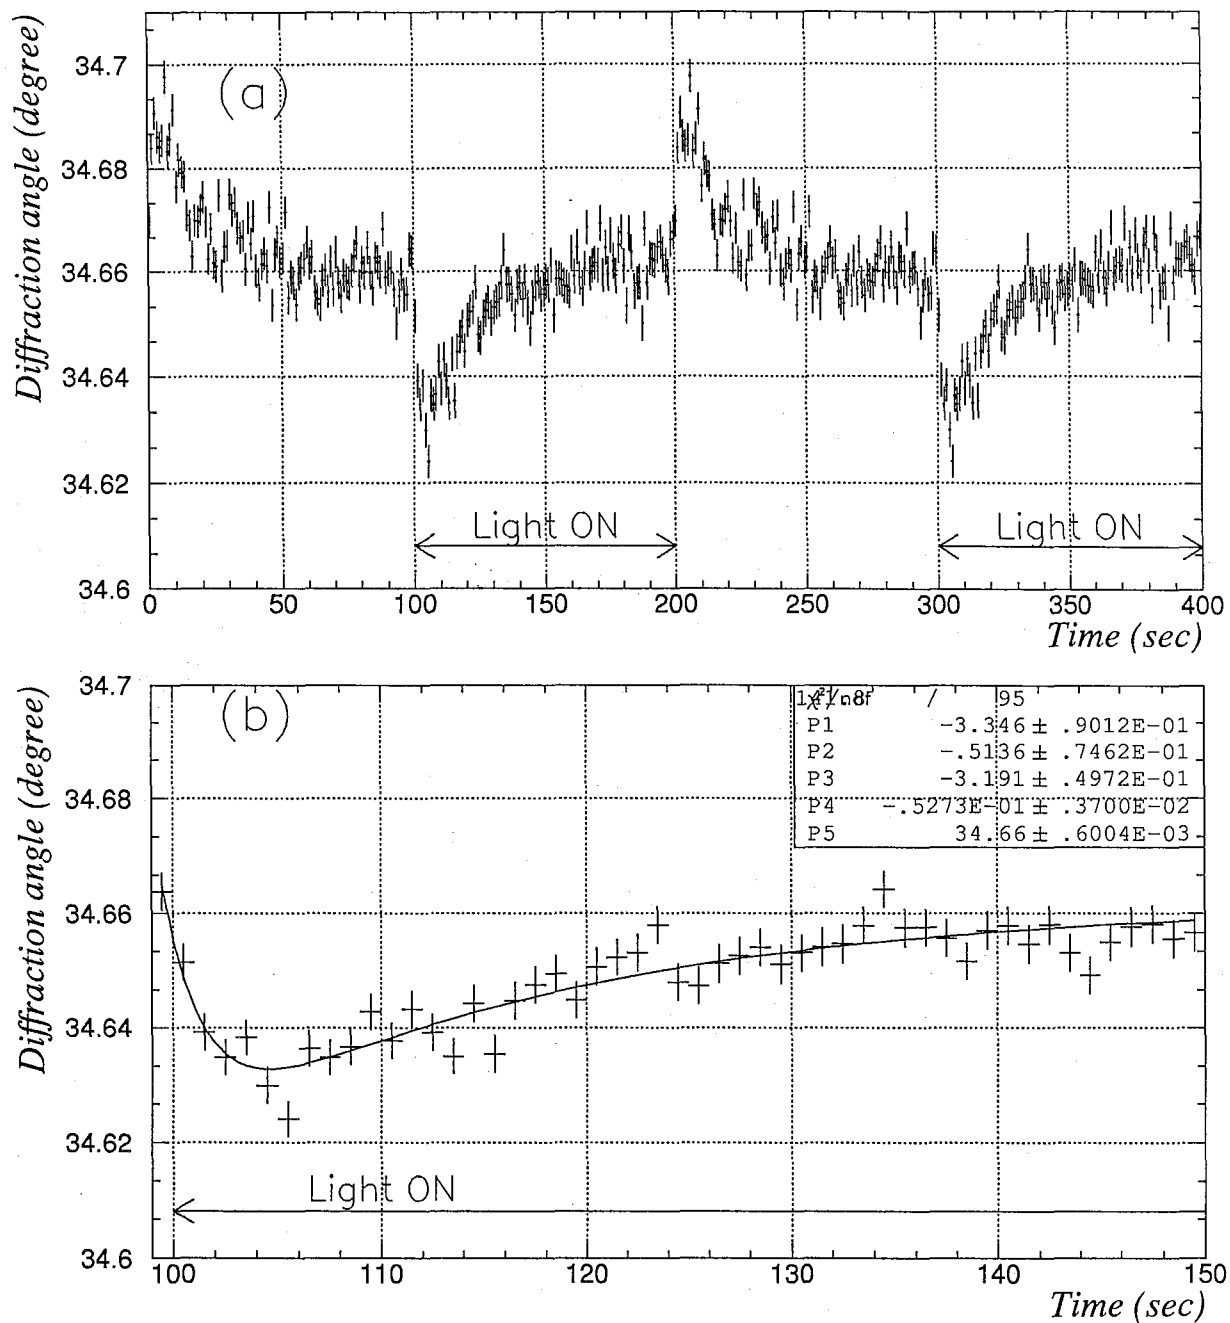 (a)
Diffraction angle (degree)
34.7
34.68
34.66
34.64
34.62
34.6
Light ON
Light ON
0 50 100 150 200 250 300 350 400
Time (sec)
(b)
Diffraction angle (degree)
34.7
34.68
34.66
34.64
34.62
34.6
/ 95
P1 -3.346 ± .9012E-01
P2 -.5136 ± .7462E-01
P3 -3.191 ± .4972E-01
P4 -.5273E-01 ± .3700E-02
P5 34.66 ± .6004E-03
Light ON
100 110 120 130 140 150
Time (sec)